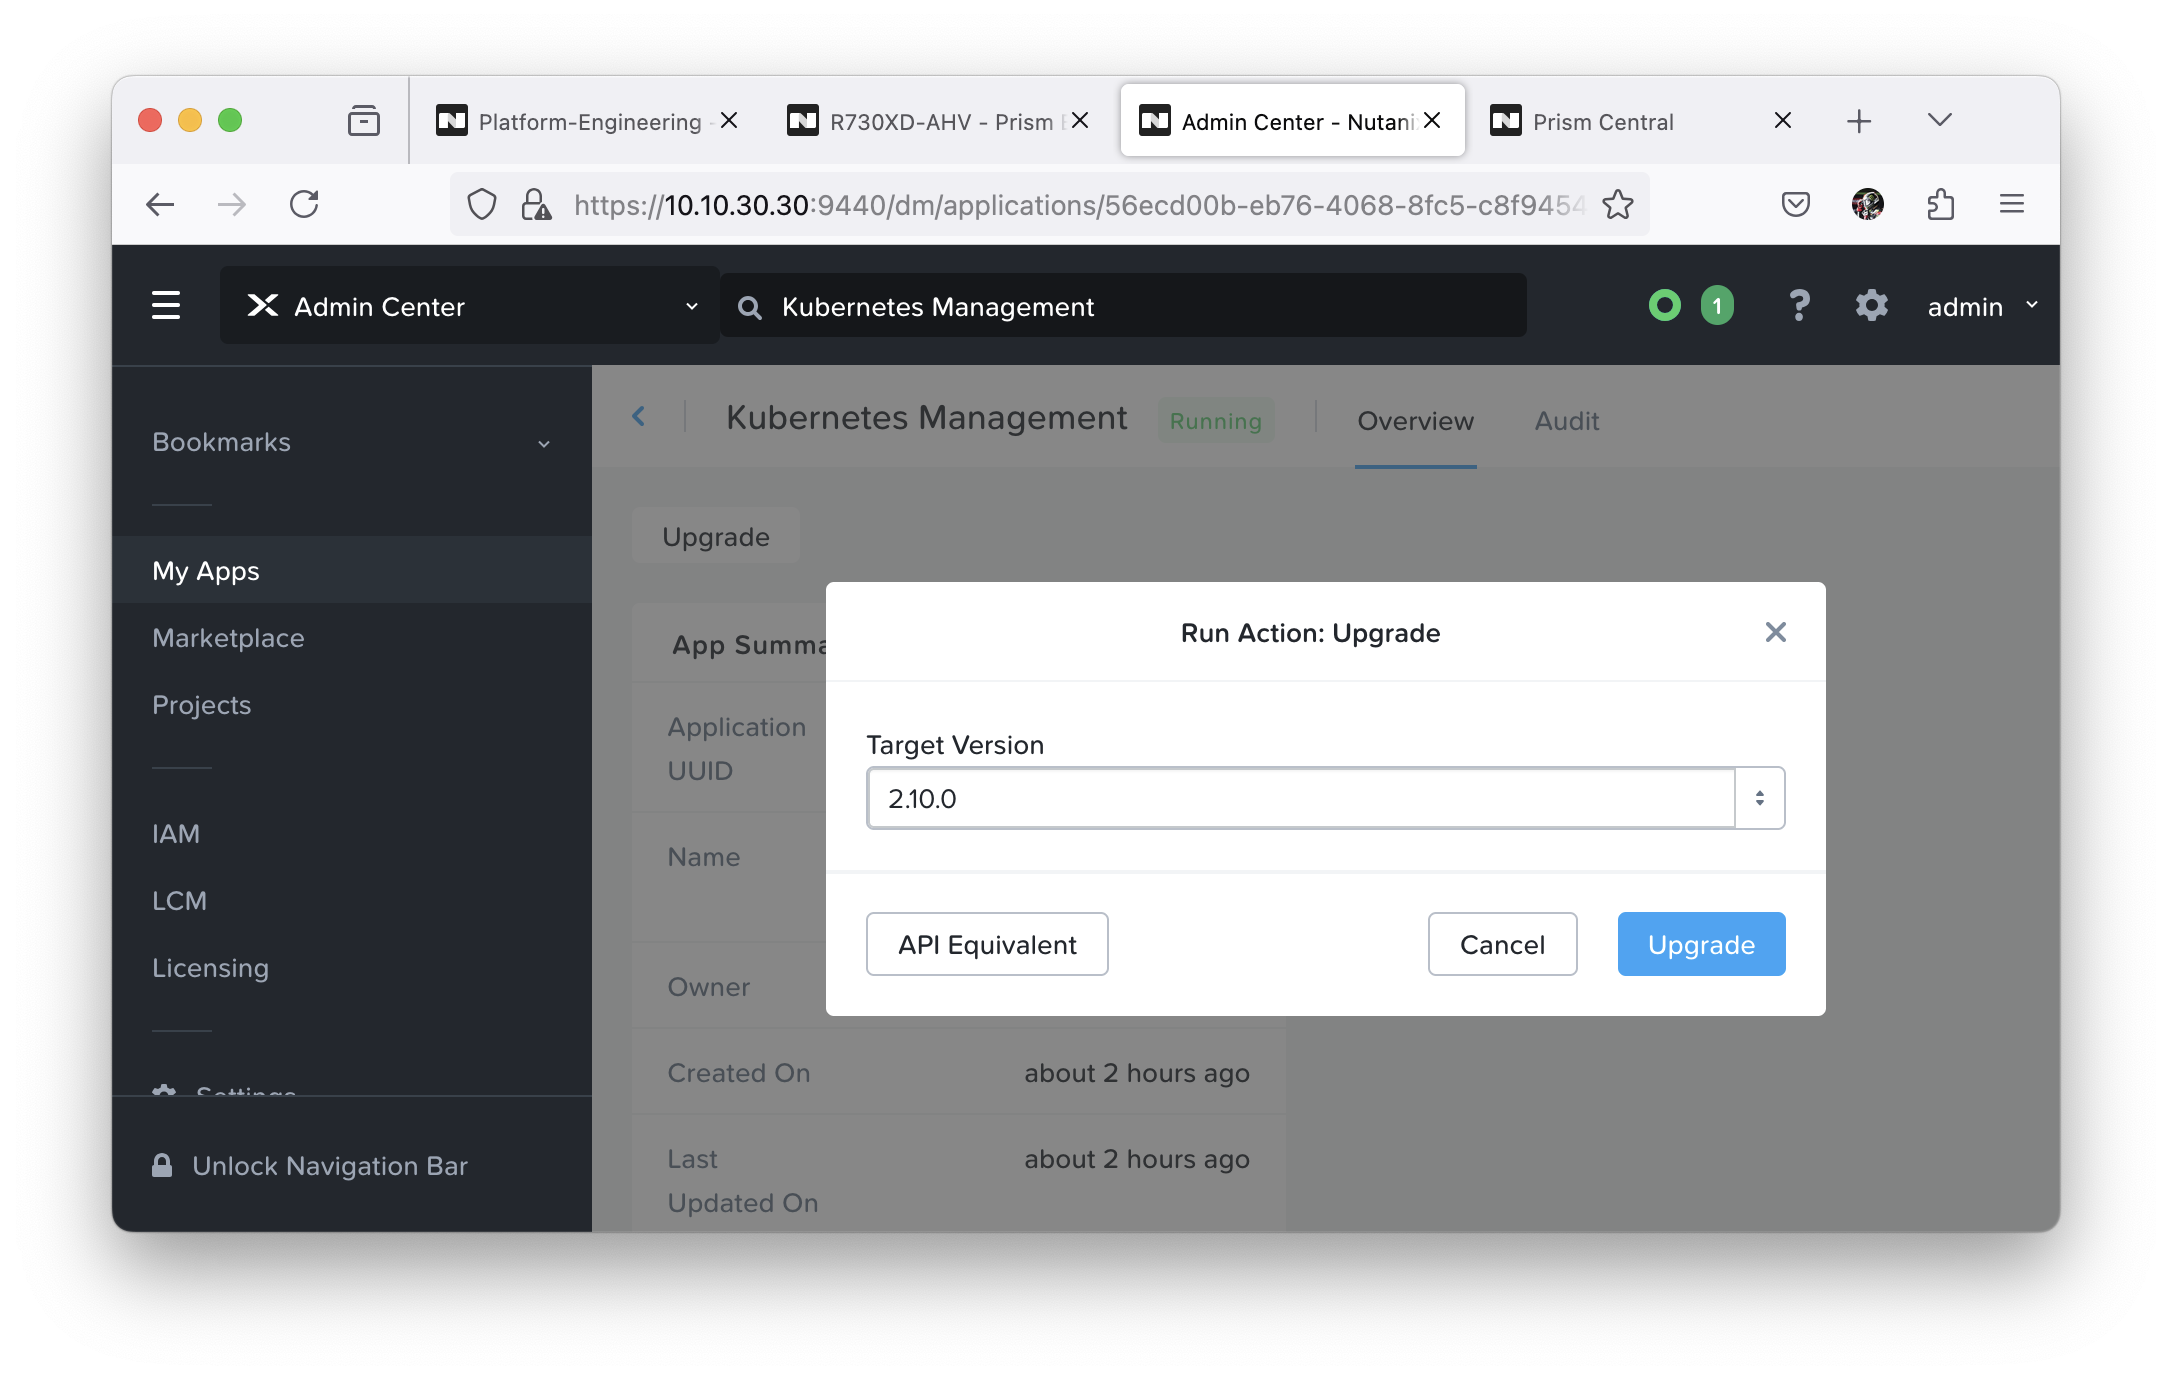 Platform-Engineering -
R730XD-AHV - Prism
Admin Center - Nutani
Prism Central
https://10.10.30.30:9440/dm/applications/56ecd00b-eb76-4068-8fc5-c8f9454
Admin Center
Kubernetes Management
1
?
admin
Bookmarks
My Apps
Marketplace
Projects
IAM
LCM
Licensing
Settings
Unlock Navigation Bar
Kubernetes Management
Running
Overview
Audit
Upgrade
App Summa
Application
UUID
Name
Owner
Created On
about 2 hours ago
Last
Updated On
about 2 hours ago
Run Action: Upgrade
Target Version
2.10.0
API Equivalent
Cancel
Upgrade